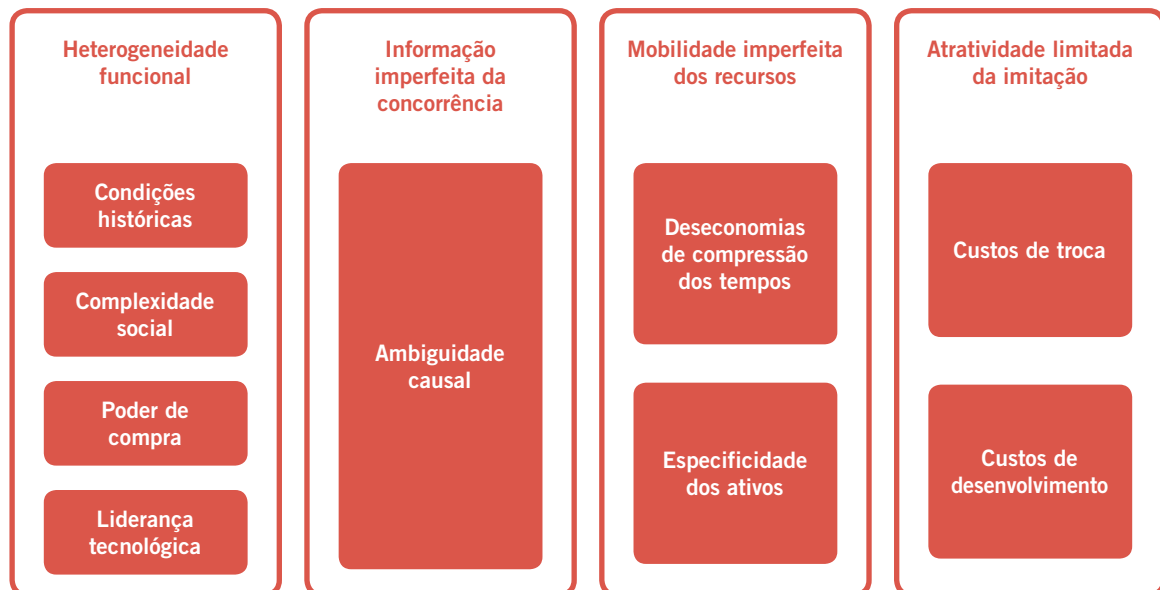 Heterogeneidade
funcional
Condições
históricas
Complexidade
social
Poder de
compra
Liderança
tecnológica
Informação
imperfeita da
concorrência
Ambiguidade
causal
Mobilidade imperfeita
dos recursos
Deseconomias
de compressão
dos tempos
Especificidade
dos ativos
Atratividade limitada
da imitação
Custos de troca
Custos de
desenvolvimento